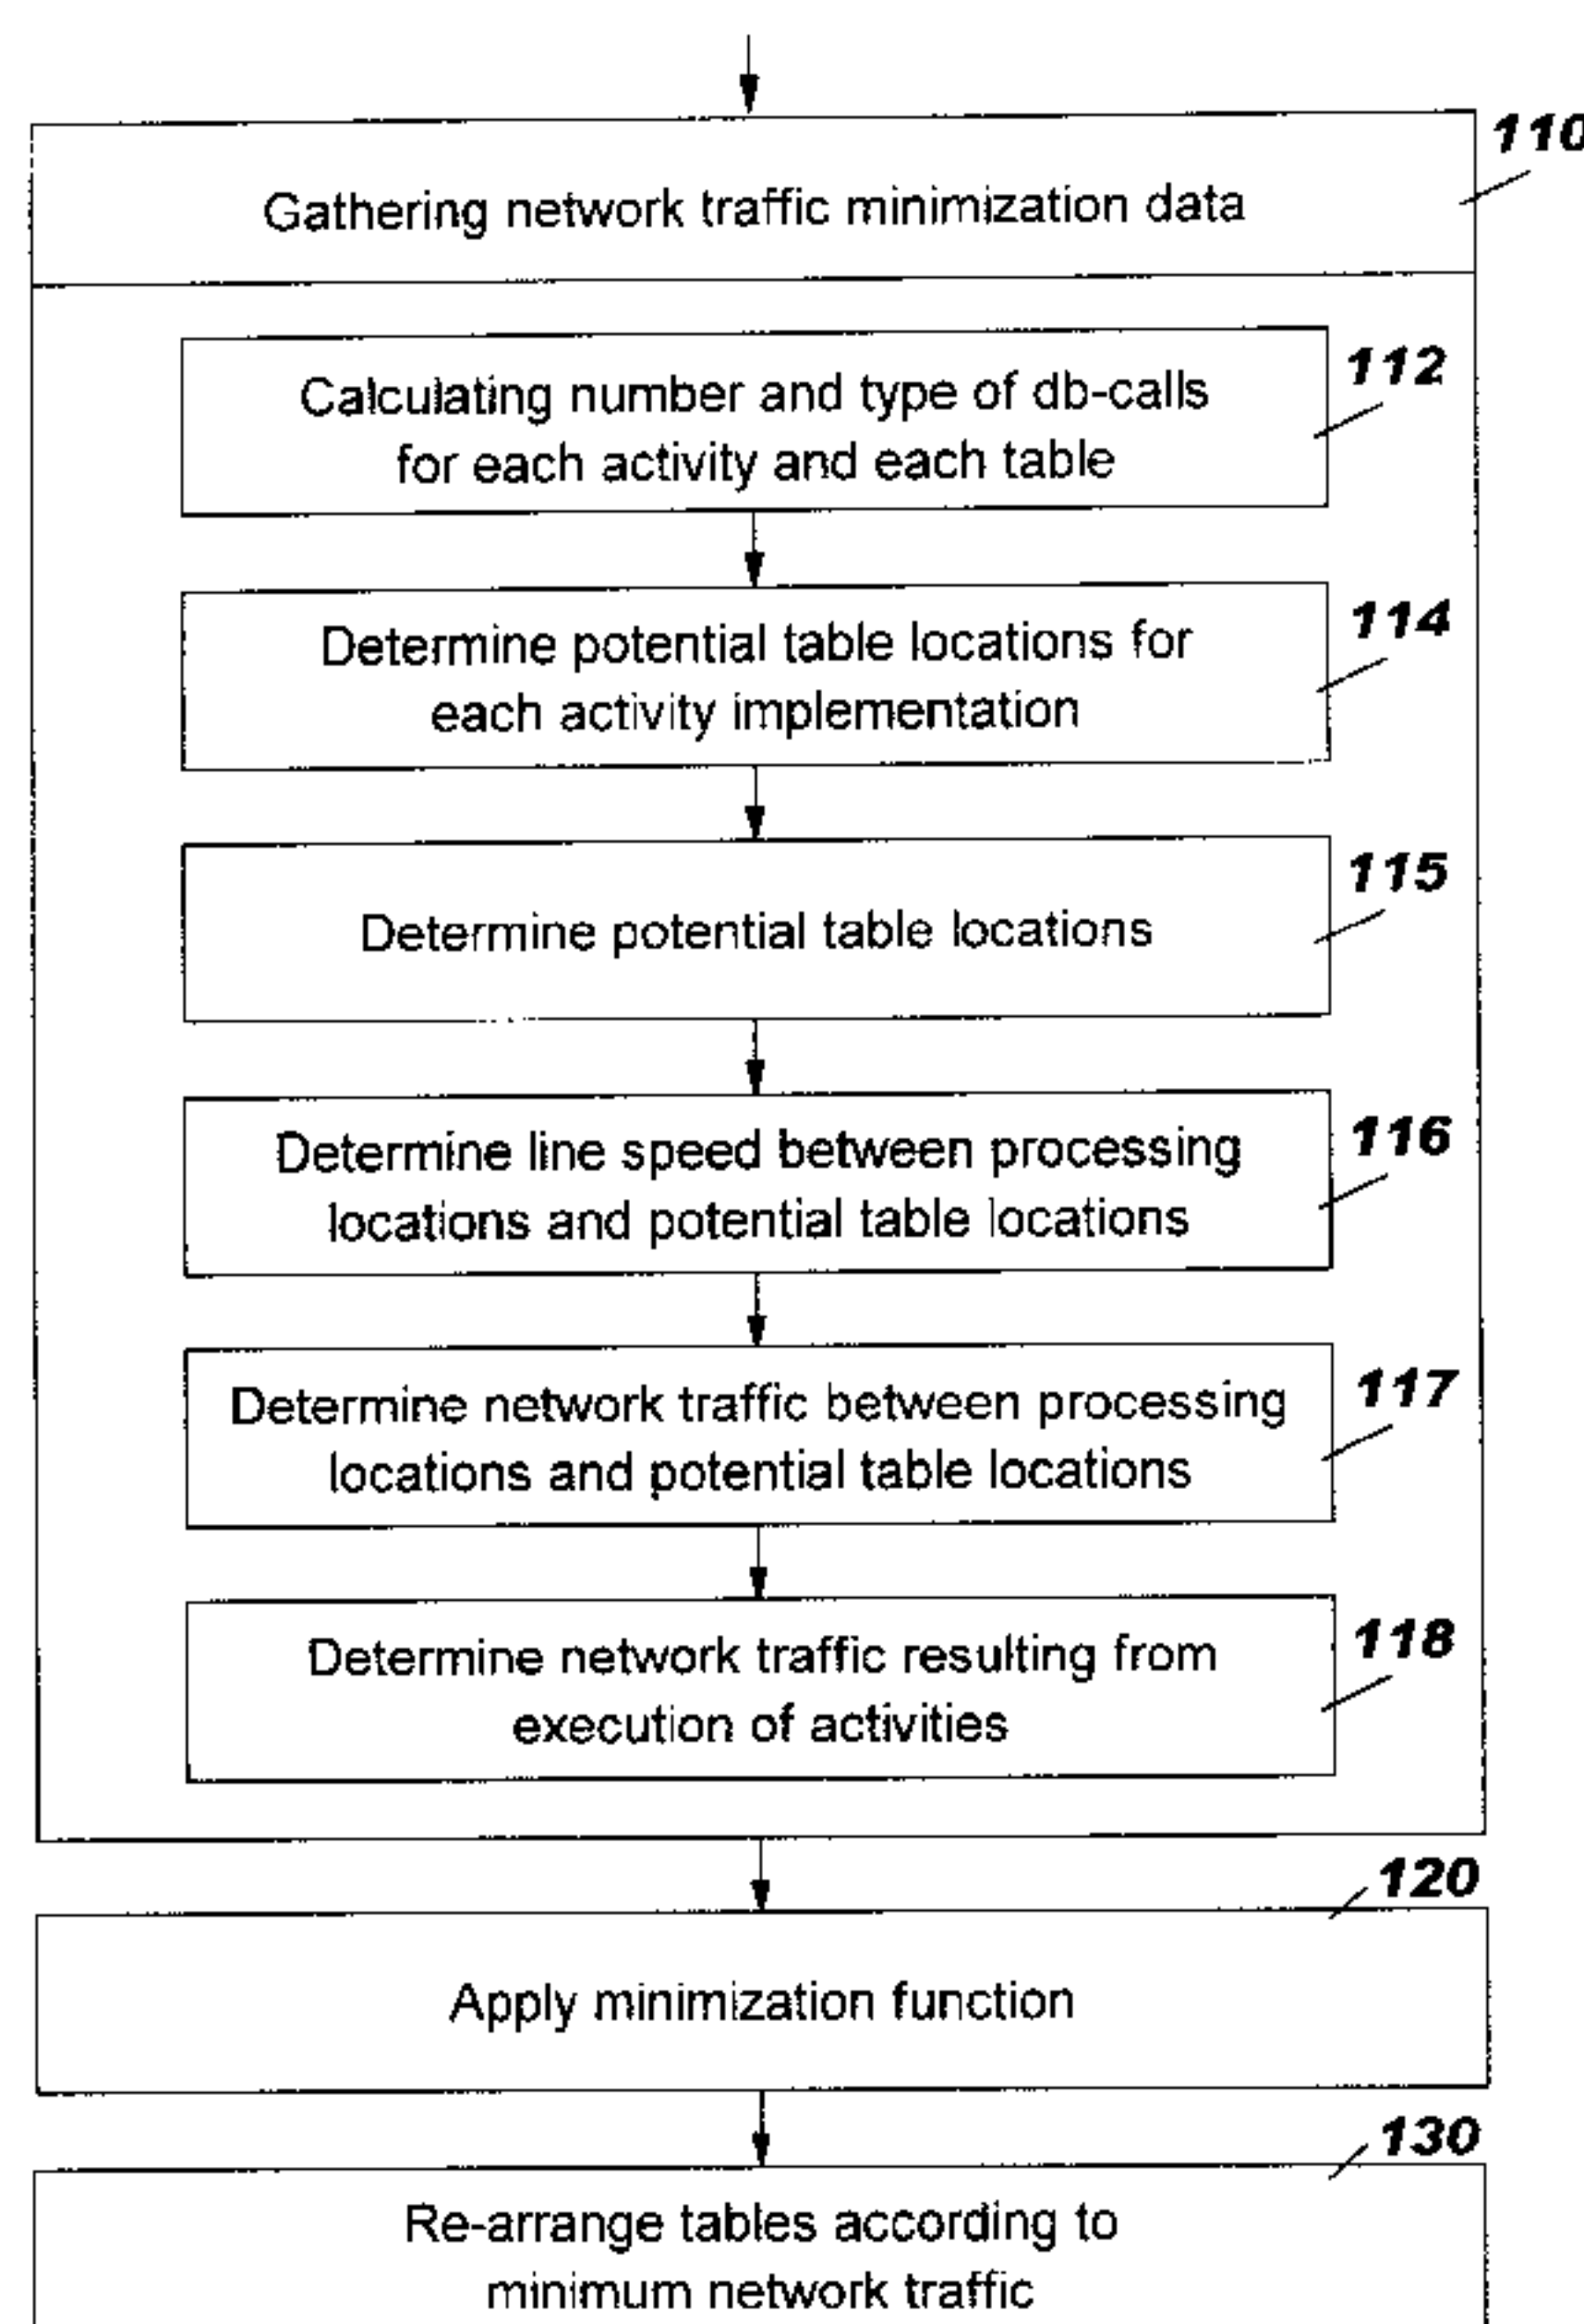 110
Gathering network traffic minimization data
112
Calculating number and type of db-calls
for each activity and each table
114
Determine potential table locations for
each activity implementation
115
Determine potential table locations
116
Determine line speed between processing
locations and potential table locations
117
Determine network traffic between processing
locations and potential table locations
118
Determine network traffic resulting from
execution of activities
120
Apply minimization function
130
Re-arrange tables according to
minimum network traffic